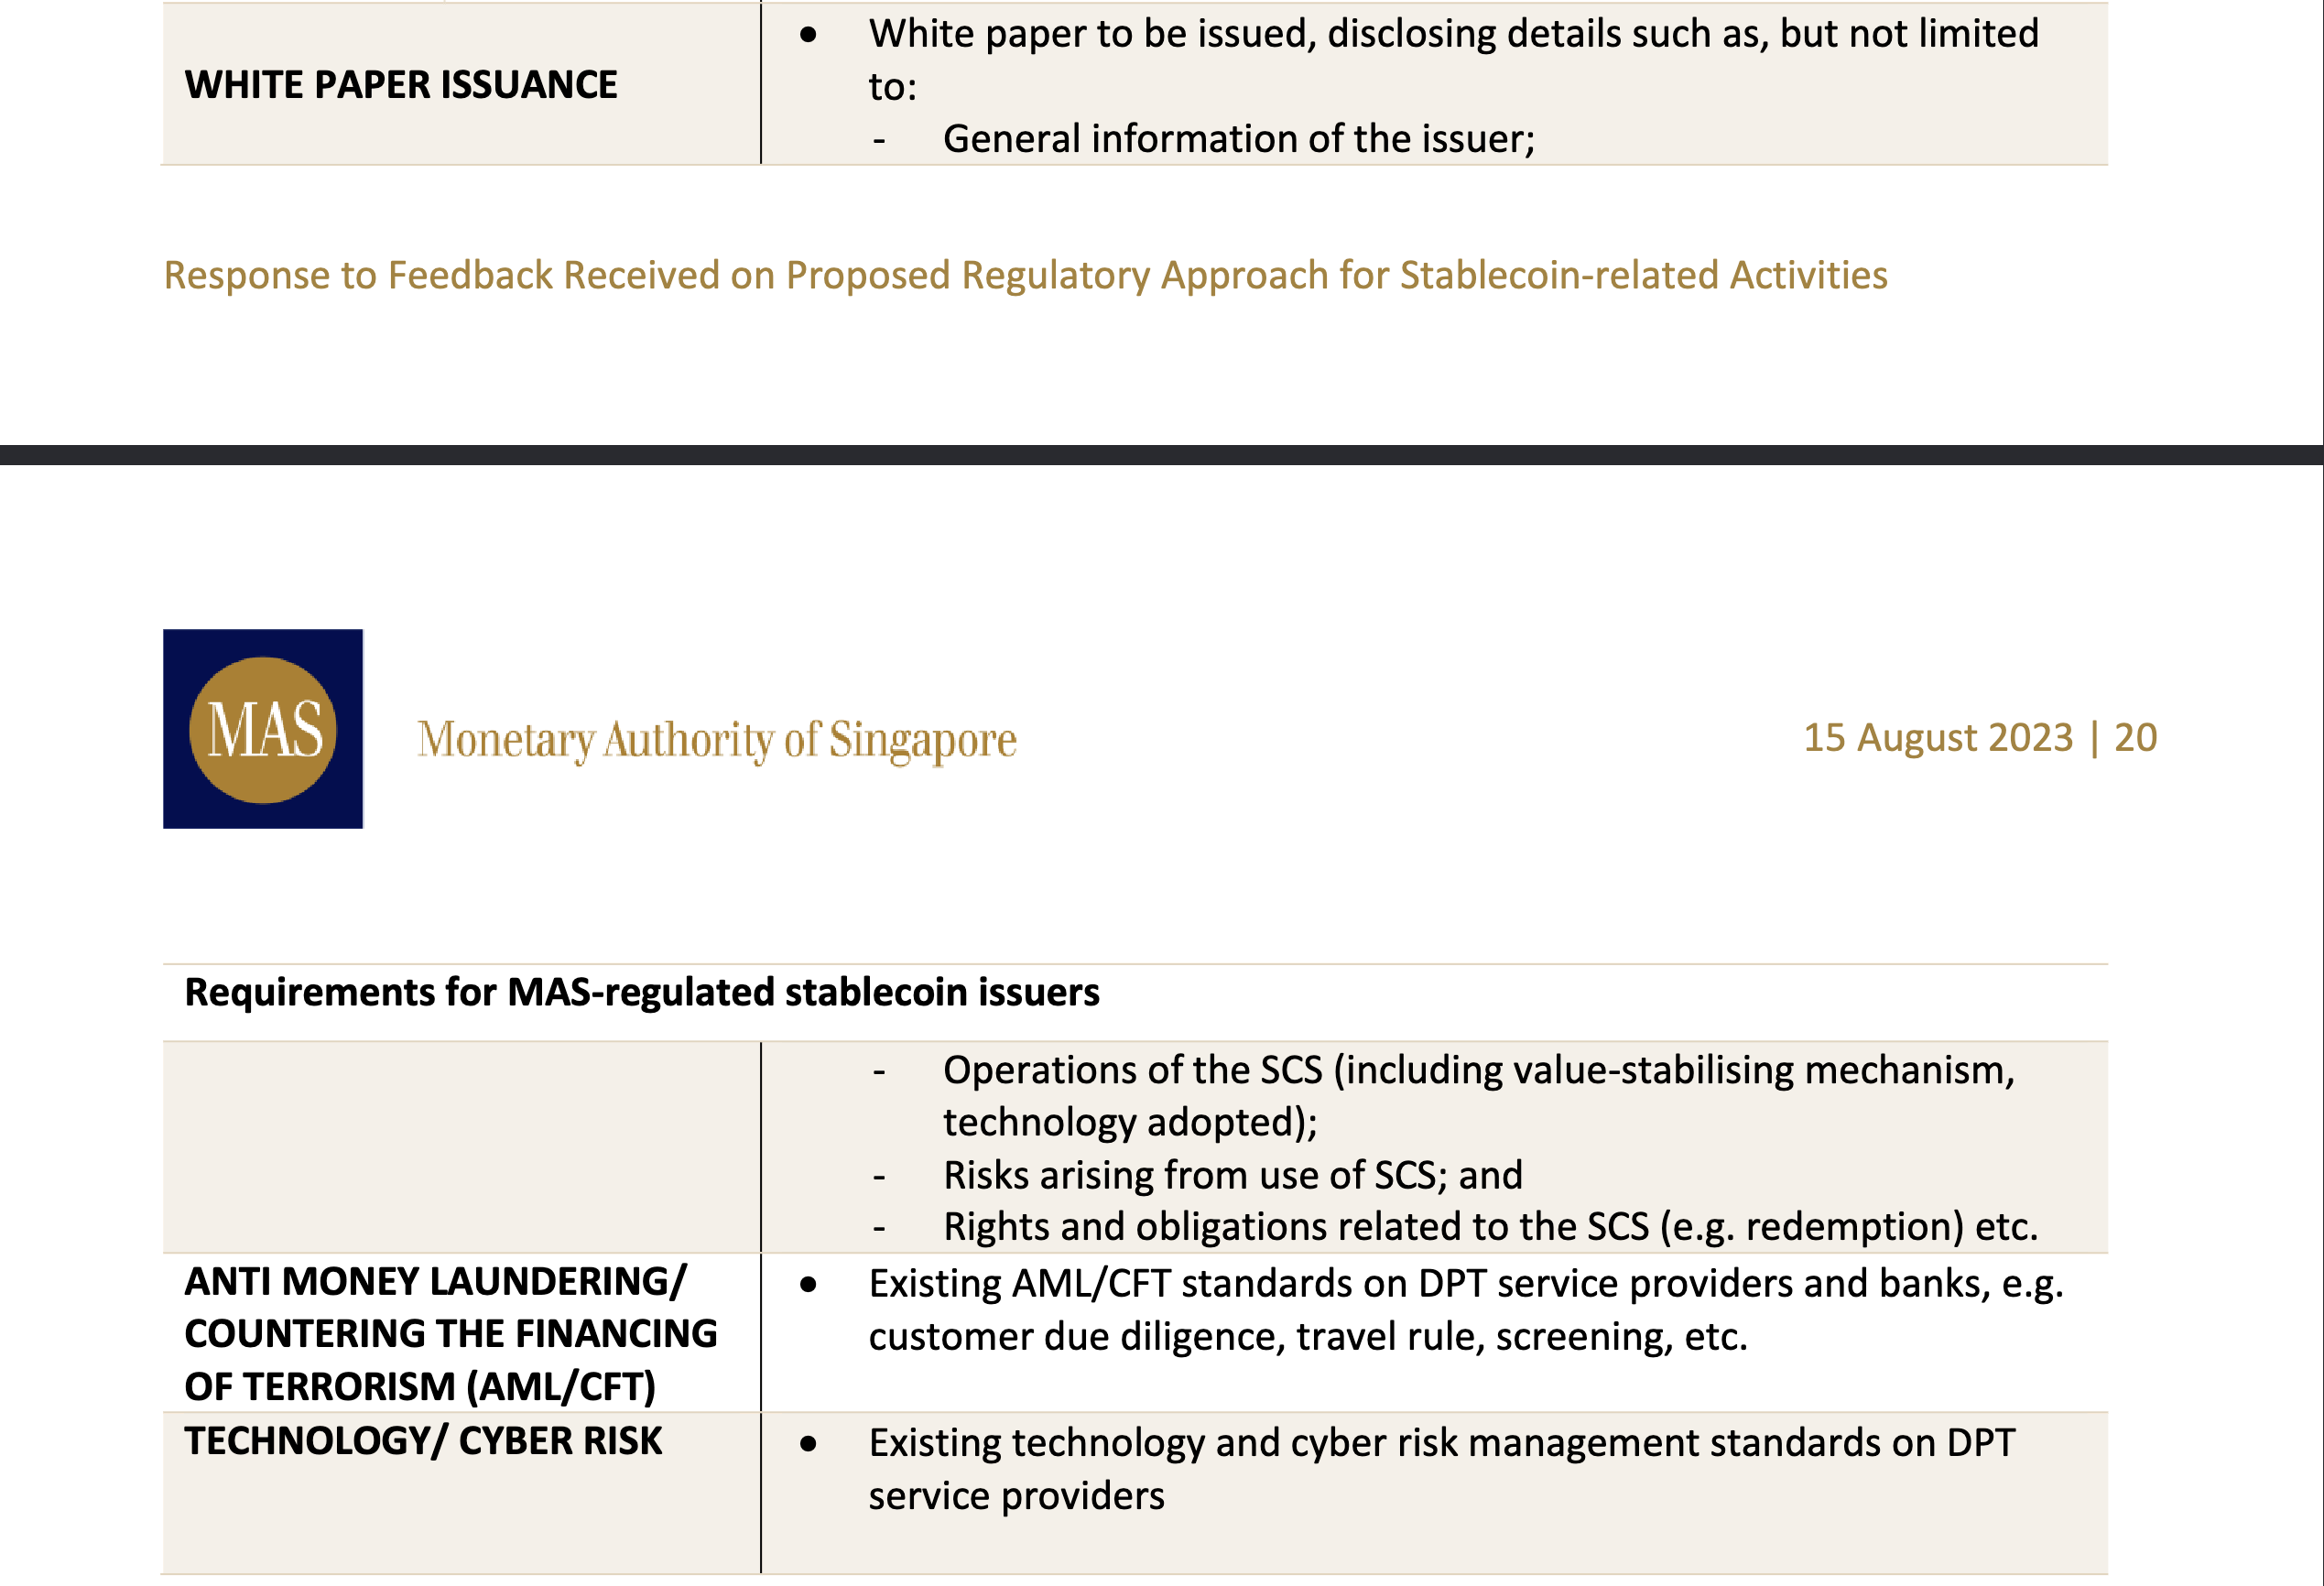 WHITE PAPER ISSUANCE
● White paper to be issued, disclosing details such as, but not limited
to:
- General information of the issuer;
Response to Feedback Received on Proposed Regulatory Approach for Stablecoin-related Activities
MAS
Monetary Authority of Singapore
15 August 2023 | 20
Requirements for MAS-regulated stablecoin issuers
- Operations of the SCS (including value-stabilising mechanism,
technology adopted);
- Risks arising from use of SCS; and
- Rights and obligations related to the SCS (e.g. redemption) etc.
ANTI MONEY LAUNDERING/
COUNTERING THE FINANCING
OF TERRORISM (AML/CFT)
● Existing AML/CFT standards on DPT service providers and banks, e.g.
customer due diligence, travel rule, screening, etc.
TECHNOLOGY/ CYBER RISK
● Existing technology and cyber risk management standards on DPT
service providers